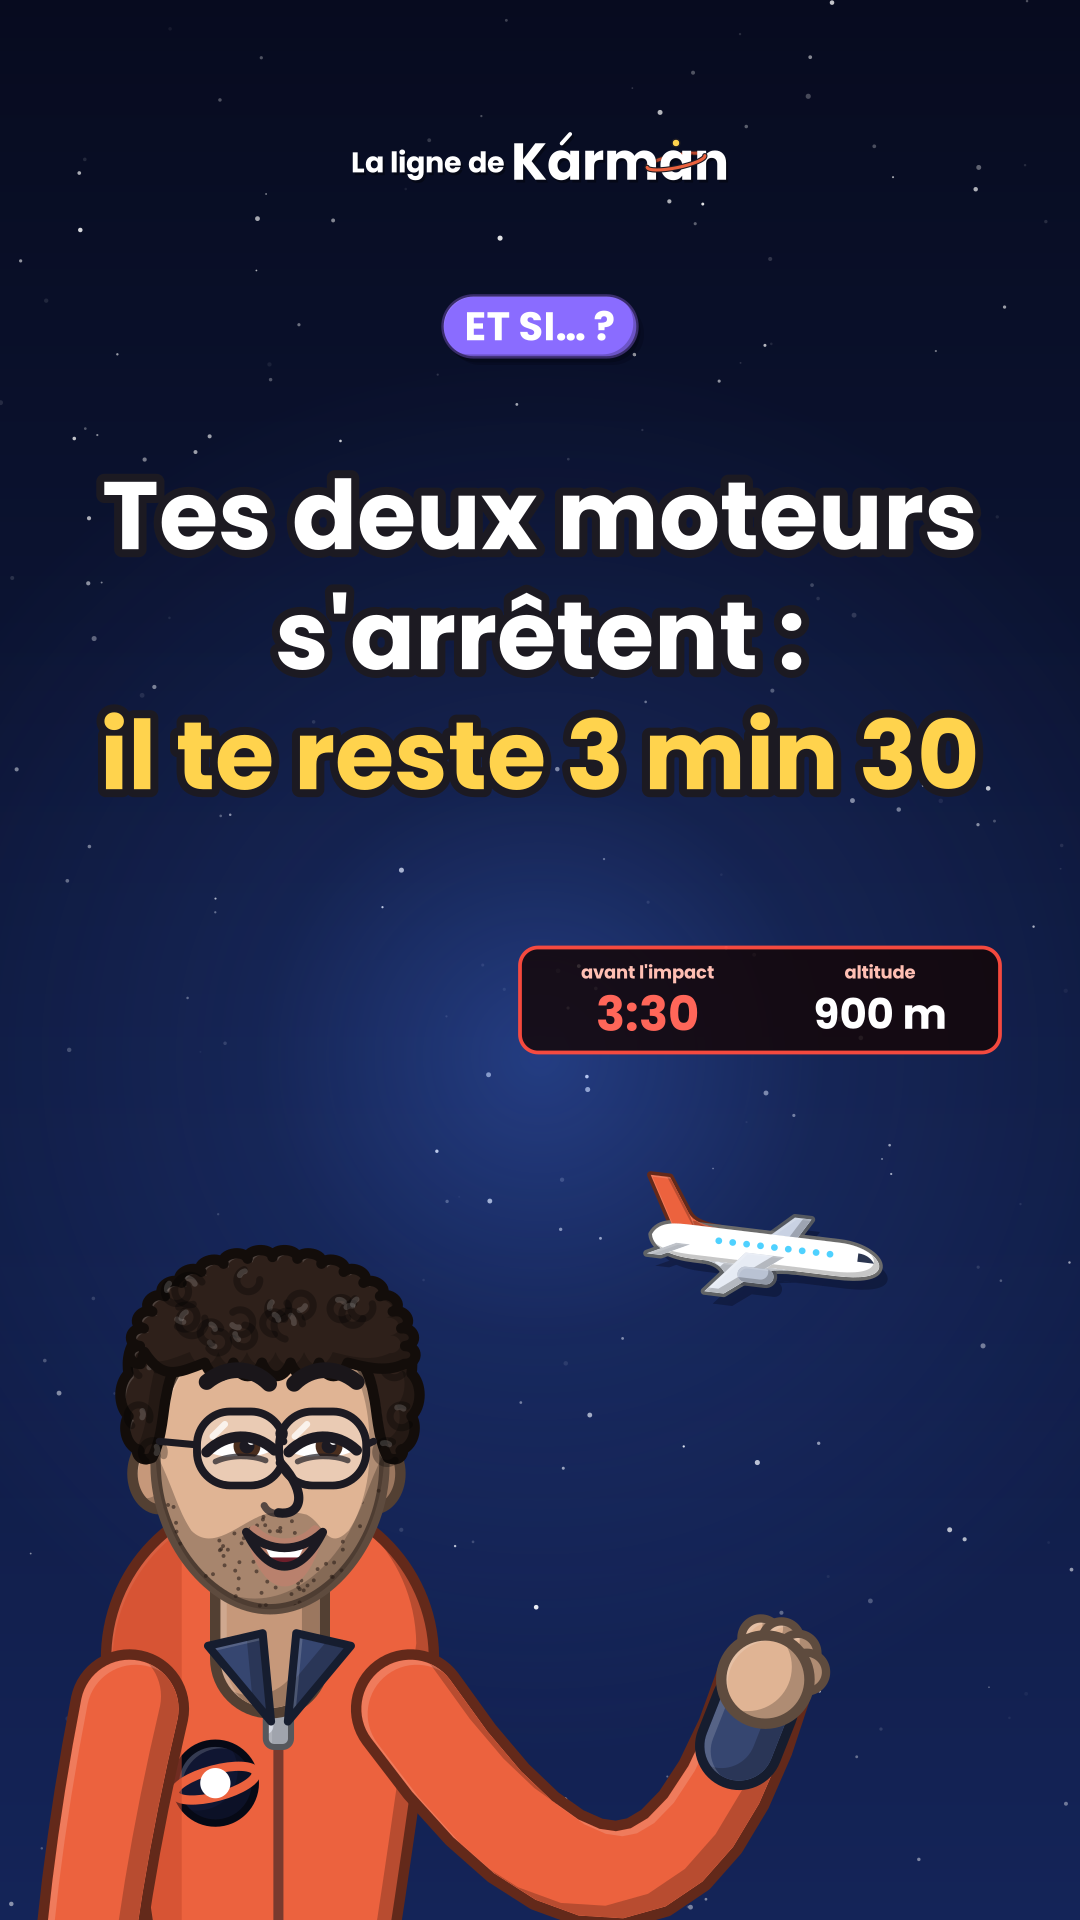 La ligne de Kármán
ET SI... ?
Tes deux moteurs
s'arrêtent :
il te reste 3 min 30
avant l'impact
altitude
3:30
900 m